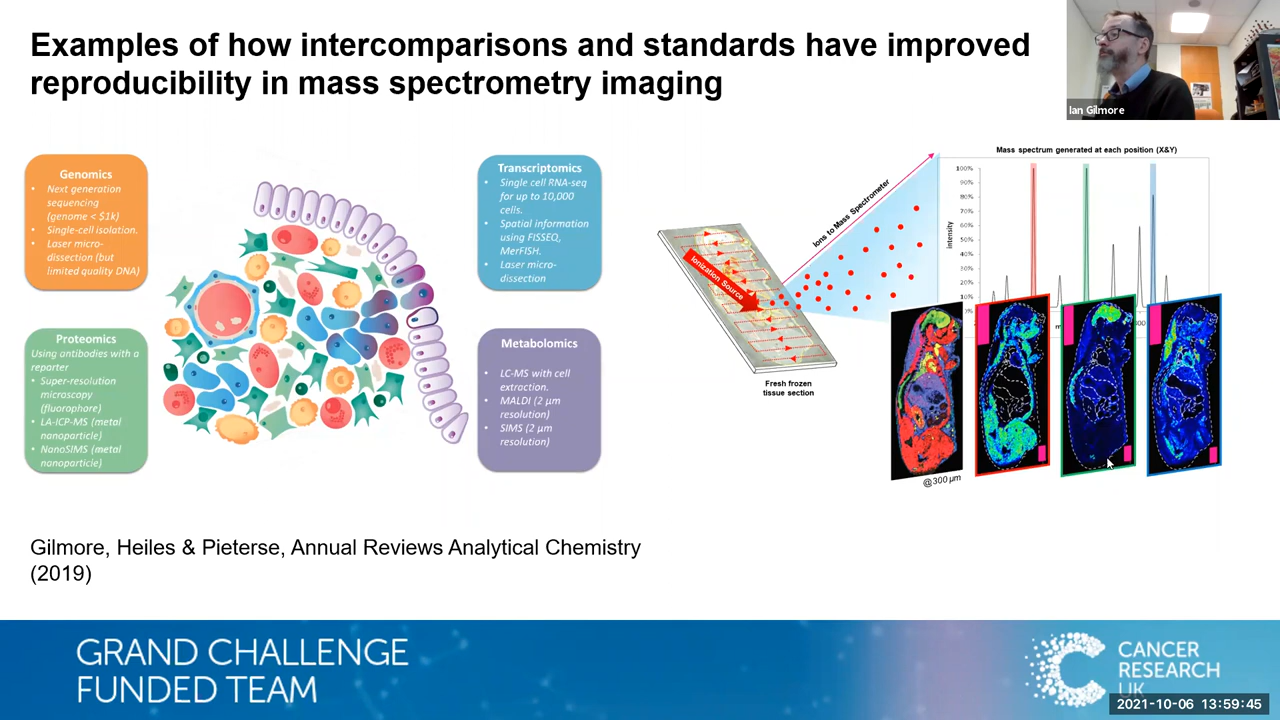 Examples of how intercomparisons and standards have improved
reproducibility in mass spectrometry imaging
Ian Gilmore
Genomics
• Next generation
sequencing
(genome < $1k)
• Single-cell isolation.
• Laser micro-
dissection (but
limited quality DNA)
Proteomics
Using antibodies with a
reporter
• Super-resolution
microscopy
(fluorophare)
• LA-ICP-MS (metal
nanoparticle)
• NanoSIMS (metal
nanoparticle)
Transcriptomics
• Single cell RNA-seq
for up to 10,000
cells.
• Spatial information
using FISSEQ,
MerFISH.
• Laser micro-
dissection
Metabolomics
• LC-MS with cell
extraction.
• MALDI (2 µm
resolution)
• SIMS (2 µm
resolution)
Ionization Source
Ions to Mass Spectrometer
Fresh frozen
tissue section
Mass spectrum generated at each position (X&Y)
Intensity
100%
90%
80%
70%
60%
50%
40%
30%
20%
10%
@300 µm
Gilmore, Heiles & Pieterse, Annual Reviews Analytical Chemistry
(2019)
GRAND CHALLENGE
FUNDED TEAM
CANCER
RESEARCH
UK
2021-10-06 13:59:45